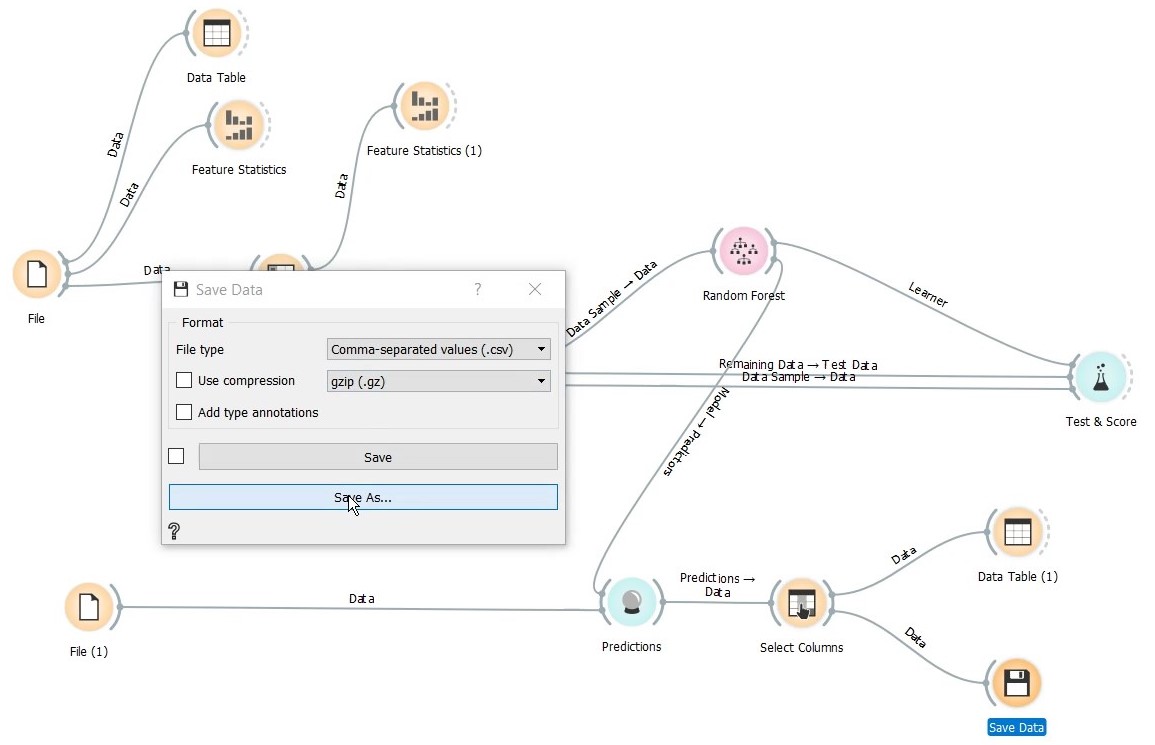 Data Table
Data
Feature Statistics
Data
Feature Statistics (1)
Data
File
Data
Save Data
?
Format
File type
Comma-separated values (.csv)
Use compression
gzip (.gz)
Add type annotations
Save
Save As...
?
Data Sample → Data
Random Forest
Learner
Remaining Data → Test Data
Data Sample → Data
Model → Predictors
Test & Score
File (1)
Data
Predictions
Predictions →
Data
Select Columns
Data
Data Table (1)
Data
Save Data